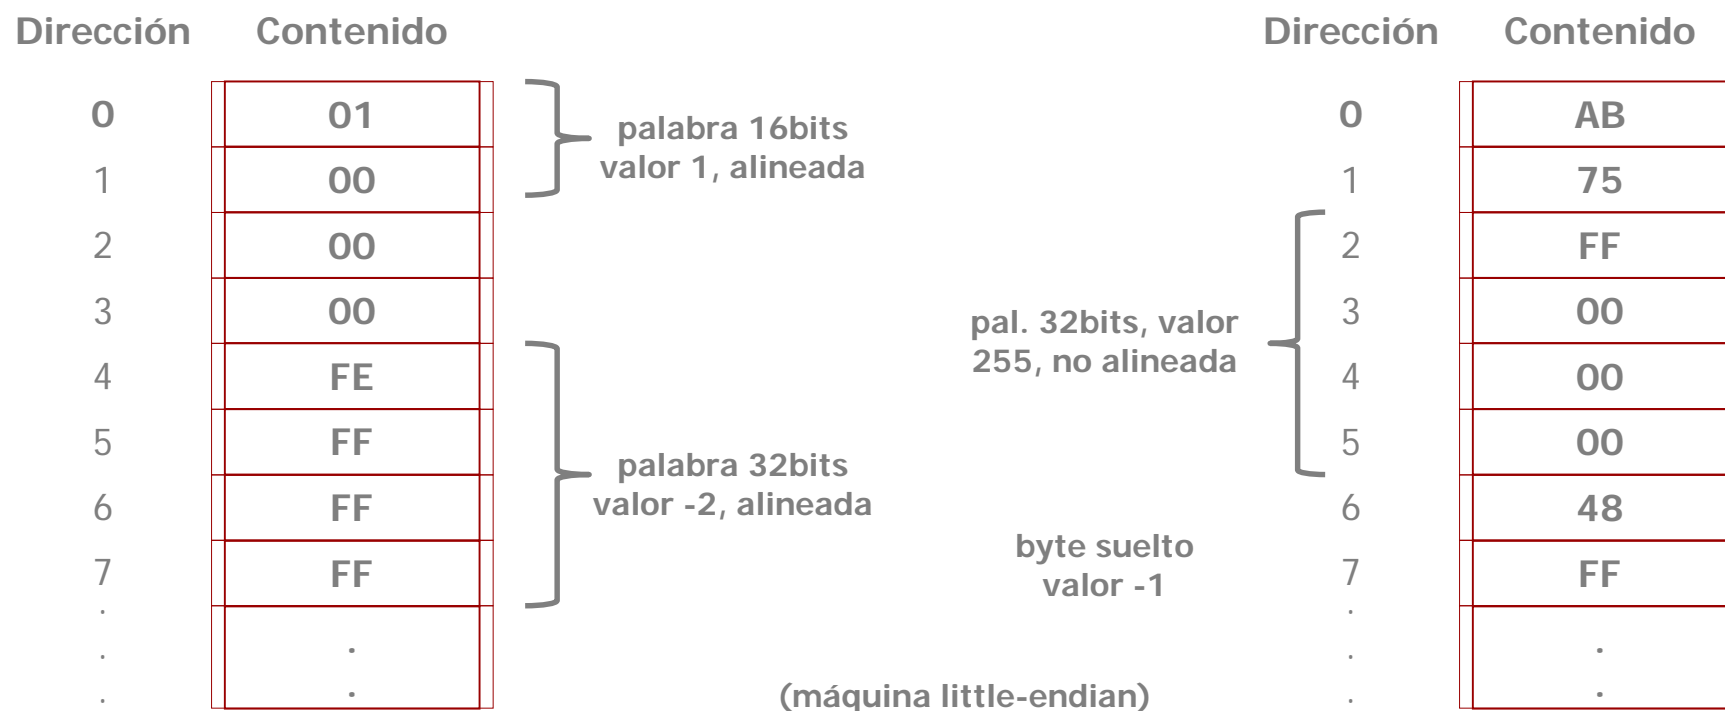 Dirección Contenido Dirección Contenido
0 01 0 AB
palabra 16bits
valor 1, alineada
1 00 1 75
2 00 2 FF
3 00 3 00
pal. 32bits, valor
255, no alineada
4 FE 4 00
5 FF 5 00
palabra 32bits
valor -2, alineada
6 FF 6 48
byte suelto
valor -1
7 FF 7 FF
. .
. . . .
. . . .
(máquina little-endian)